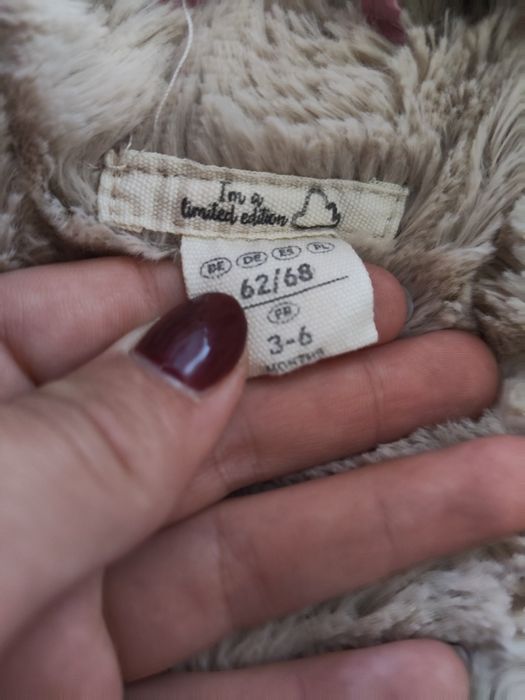 I'm a
limited edition
BE DE ES PL
62/68
FR
3-6
MONTHS